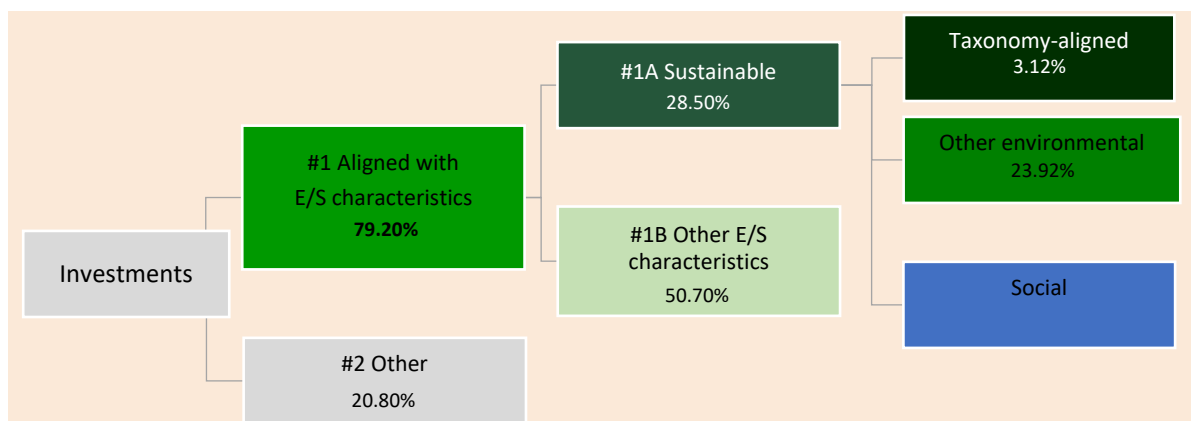 Investments
#1 Aligned with
E/S characteristics
79.20%
#2 Other
20.80%
#1A Sustainable
28.50%
#1B Other E/S
characteristics
50.70%
Taxonomy-aligned
3.12%
Other environmental
23.92%
Social